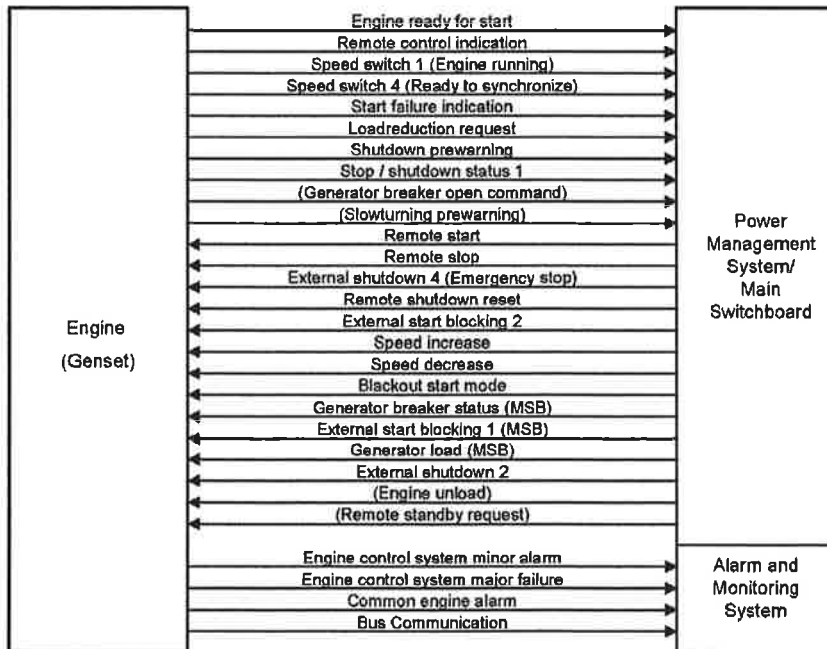 Engine ready for start
Remote control indication
Speed switch 1 (Engine running)
Speed switch 4 (Ready to synchronize)
Start failure indication
Loadreduction request
Shutdown prewarning
Stop / shutdown status 1
(Generator breaker open command)
(Slowturning prewarning)
Remote start
Remote stop
External shutdown 4 (Emergency stop)
Remote shutdown reset
External start blocking 2
Speed increase
Speed decrease
Blackout start mode
Generator breaker status (MSB)
External start blocking 1 (MSB)
Generator load (MSB)
External shutdown 2
(Engine unload)
(Remote standby request)
Engine control system minor alarm
Engine control system major failure
Common engine alarm
Bus Communication
Engine
(Genset)
Power
Management
System/
Main
Switchboard
Alarm and
Monitoring
System